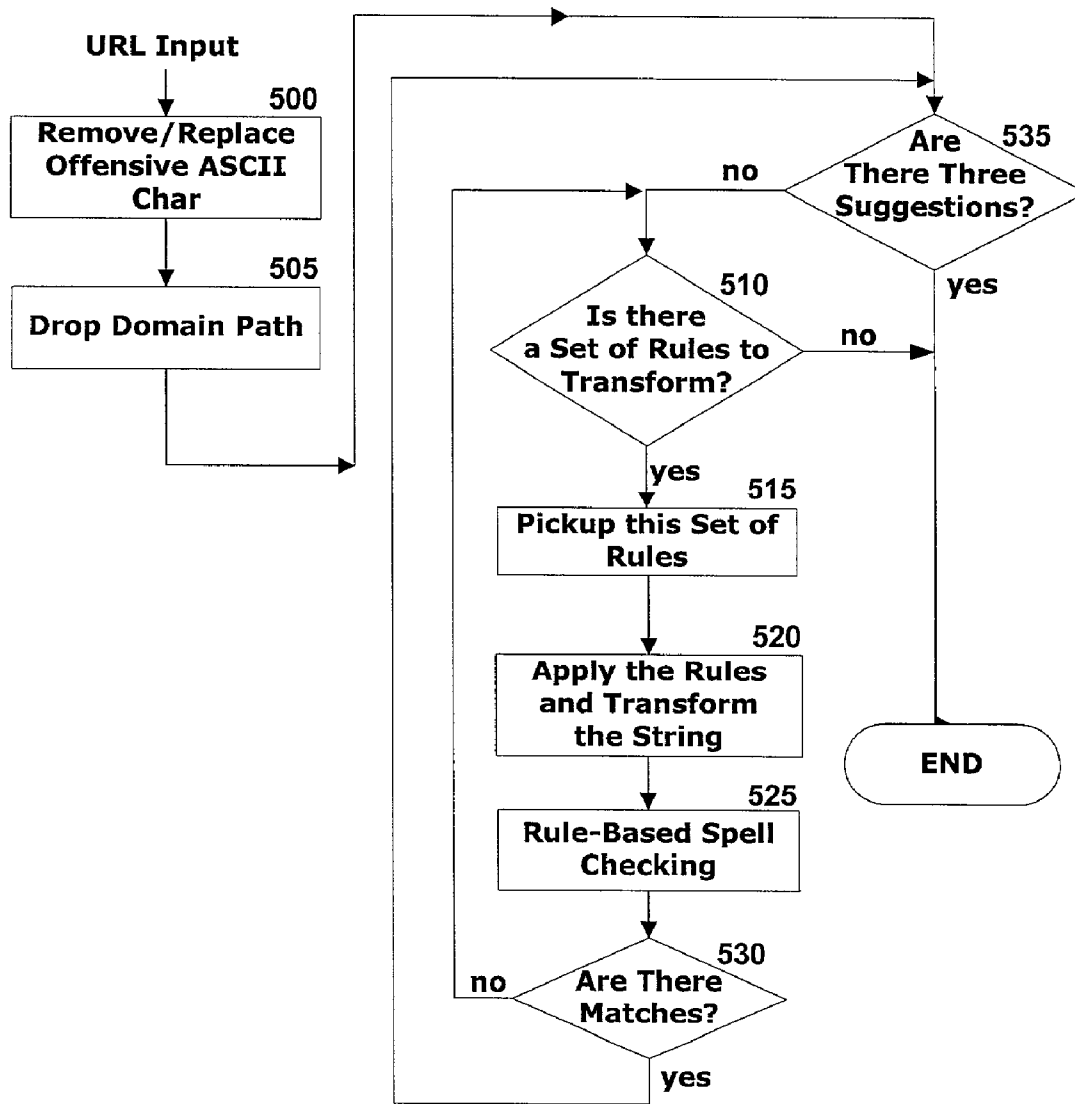 URL Input
500
Remove/Replace
Offensive ASCII
Char
505
Drop Domain Path
535
Are
There Three
Suggestions?
no
yes
510
Is there
a Set of Rules to
Transform?
no
yes
515
Pickup this Set of
Rules
520
Apply the Rules
and Transform
the String
END
525
Rule-Based Spell
Checking
530
Are There
Matches?
no
yes